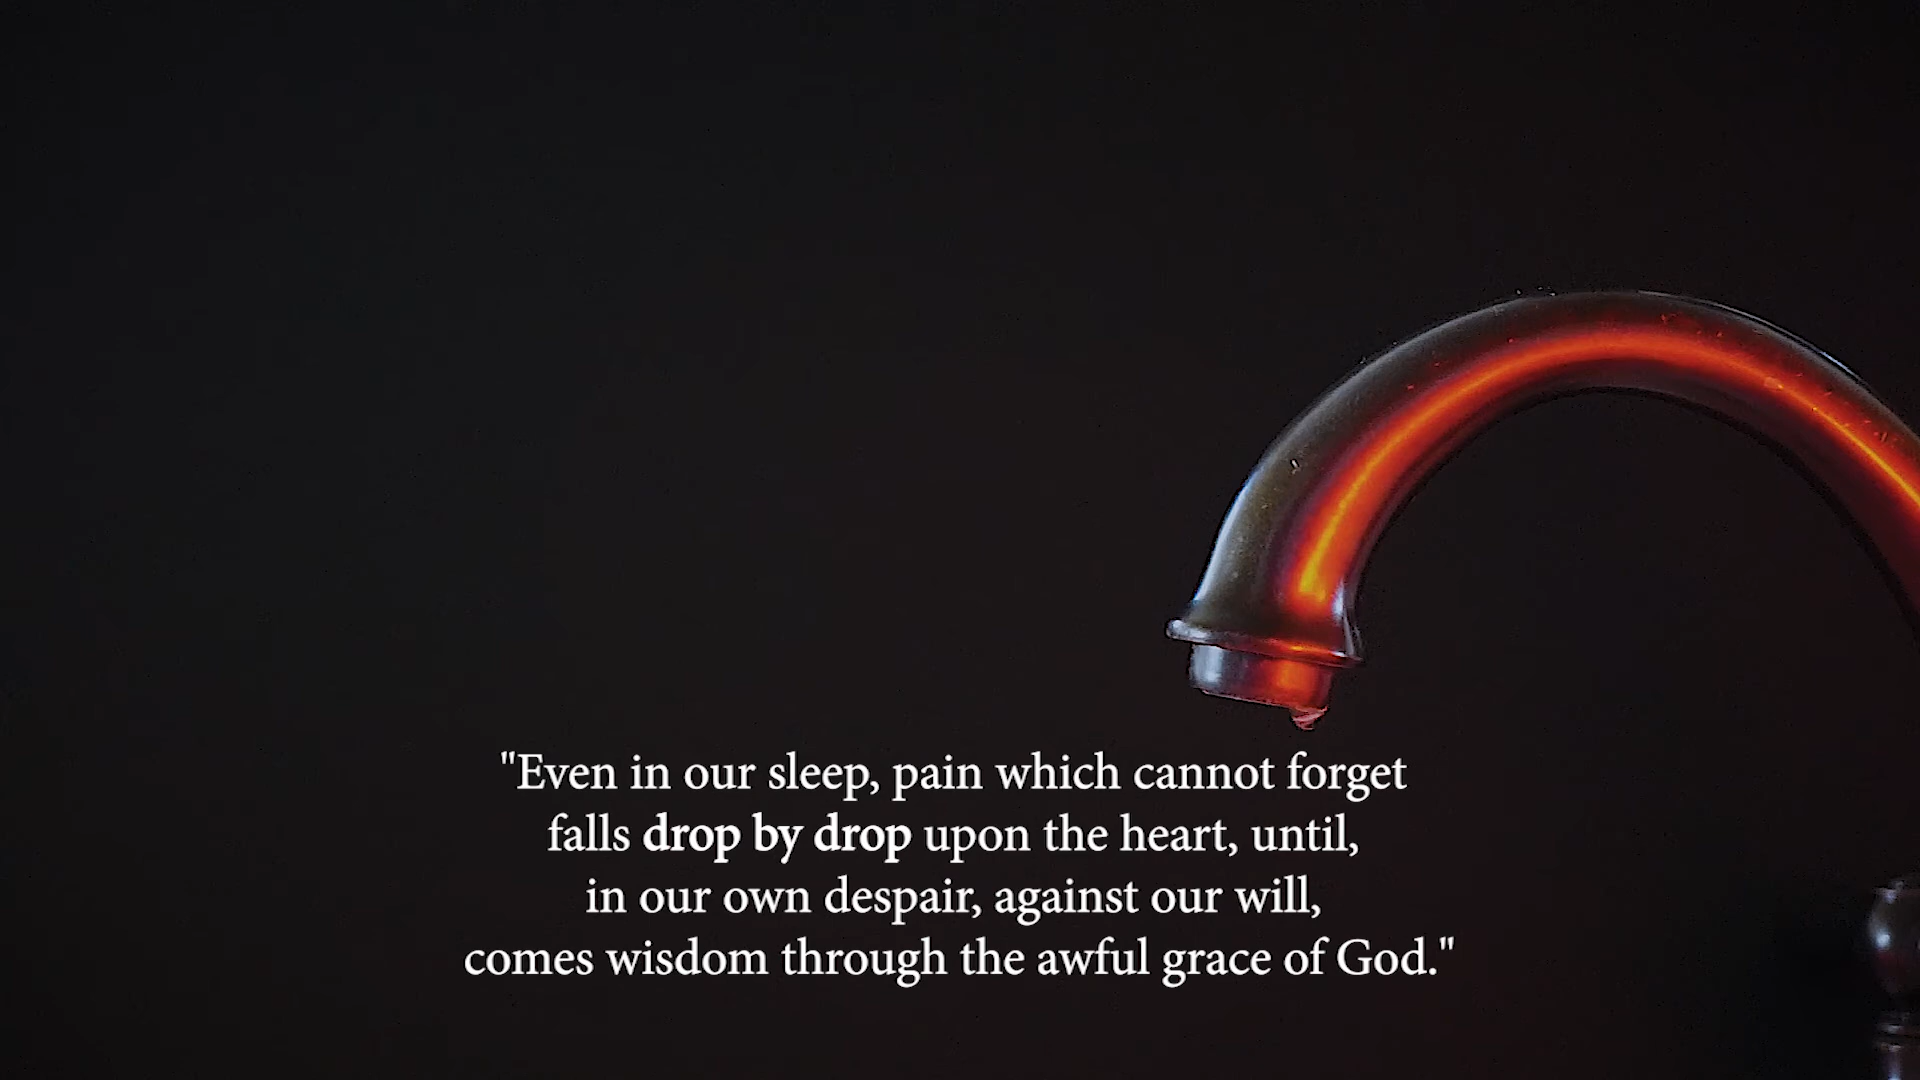 "Even in our sleep, pain which cannot forget
falls drop by drop upon the heart, until,
in our own despair, against our will,
comes wisdom through the awful grace of God."